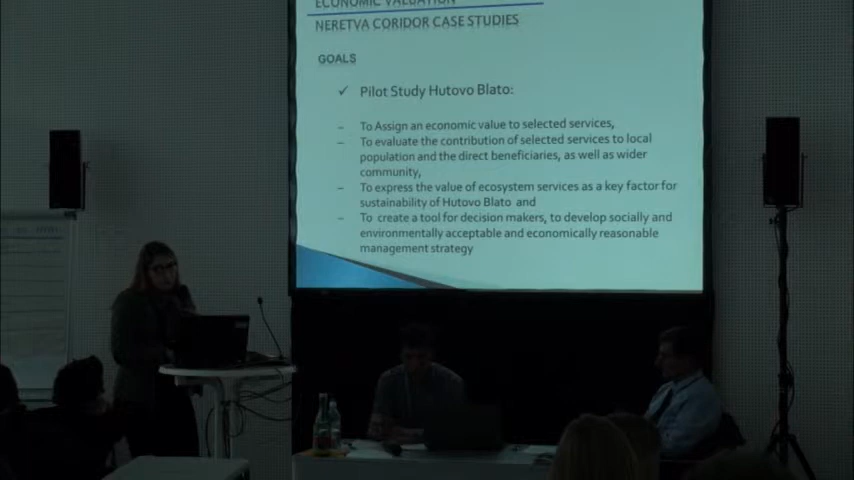 ECONOMIC VALUATION
NERETVA CORIDOR CASE STUDIES
GOALS
✓ Pilot Study Hutovo Blato:
– To Assign an economic value to selected services,
– To evaluate the contribution of selected services to local
population and the direct beneficiaries, as well as wider
community,
– To express the value of ecosystem services as a key factor for
sustainability of Hutovo Blato and
– To create a tool for decision makers, to develop socially and
environmentally acceptable and economically reasonable
management strategy